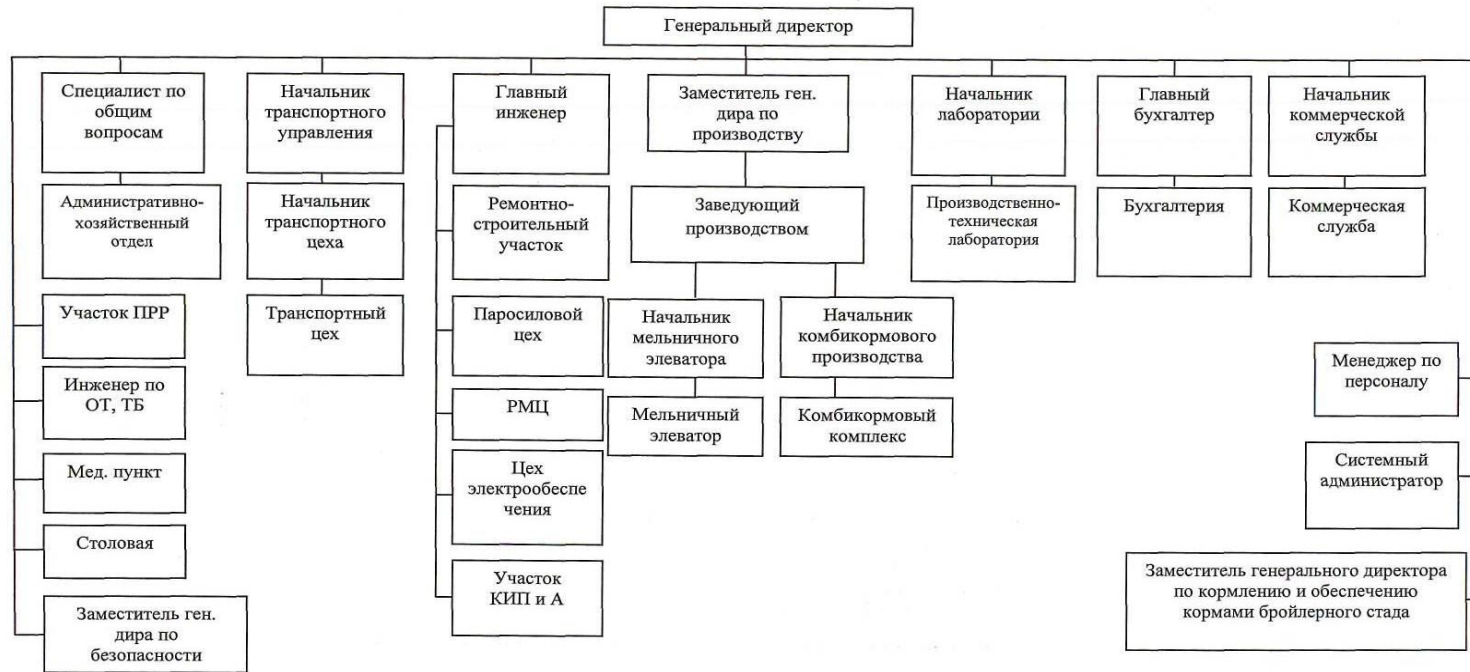 Генеральный директор
Специалист по
общим
вопросам
Начальник
транспортного
управления
Главный
инженер
Заместитель ген.
дира по
производству
Начальник
лаборатории
Главный
бухгалтер
Начальник
коммерческой
службы
Административно-
хозяйственный
отдел
Начальник
транспортного
цеха
Ремонтно-
строительный
участок
Заведующий
производством
Производственно-
техническая
лаборатория
Бухгалтерия
Коммерческая
служба
Участок ПРР
Транспортный
цех
Паросиловой
цех
Начальник
мельничного
элеватора
Начальник
комбикормового
производства
Менеджер по
персоналу
Инженер по
ОТ, ТБ
РМЦ
Мельничный
элеватор
Комбикормовый
комплекс
Мед. пункт
Цех
электрообеспе
чения
Системный
администратор
Столовая
Участок
КИП и А
Заместитель генерального директора
по кормлению и обеспечению
кормами бройлерного стада
Заместитель ген.
дира по
безопасности